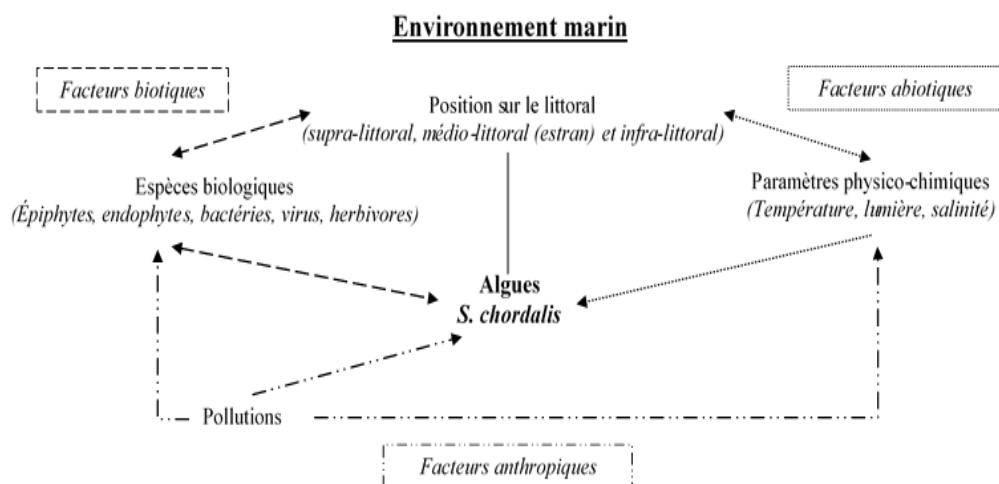 Environnement marin
Facteurs biotiques
Facteurs abiotiques
Position sur le littoral
(supra-littoral, médio-littoral (estran) et infra-littoral)
Espèces biologiques
(Épiphytes, endophytes, bactéries, virus, herbivores)
Paramètres physico-chimiques
(Température, lumière, salinité)
Algues
S. chordalis
Pollutions
Facteurs anthropiques